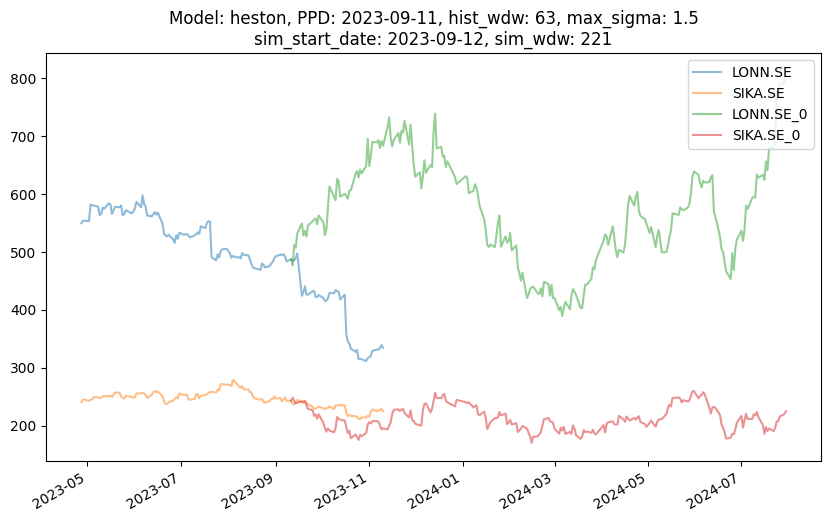 Model: heston, PPD: 2023-09-11, hist_wdw: 63, max_sigma: 1.5
sim_start_date: 2023-09-12, sim_wdw: 221
LONN.SE
SIKA.SE
LONN.SE_0
SIKA.SE_0
800
700
600
500
400
300
200
2023-05
2023-07
2023-09
2023-11
2024-01
2024-03
2024-05
2024-07